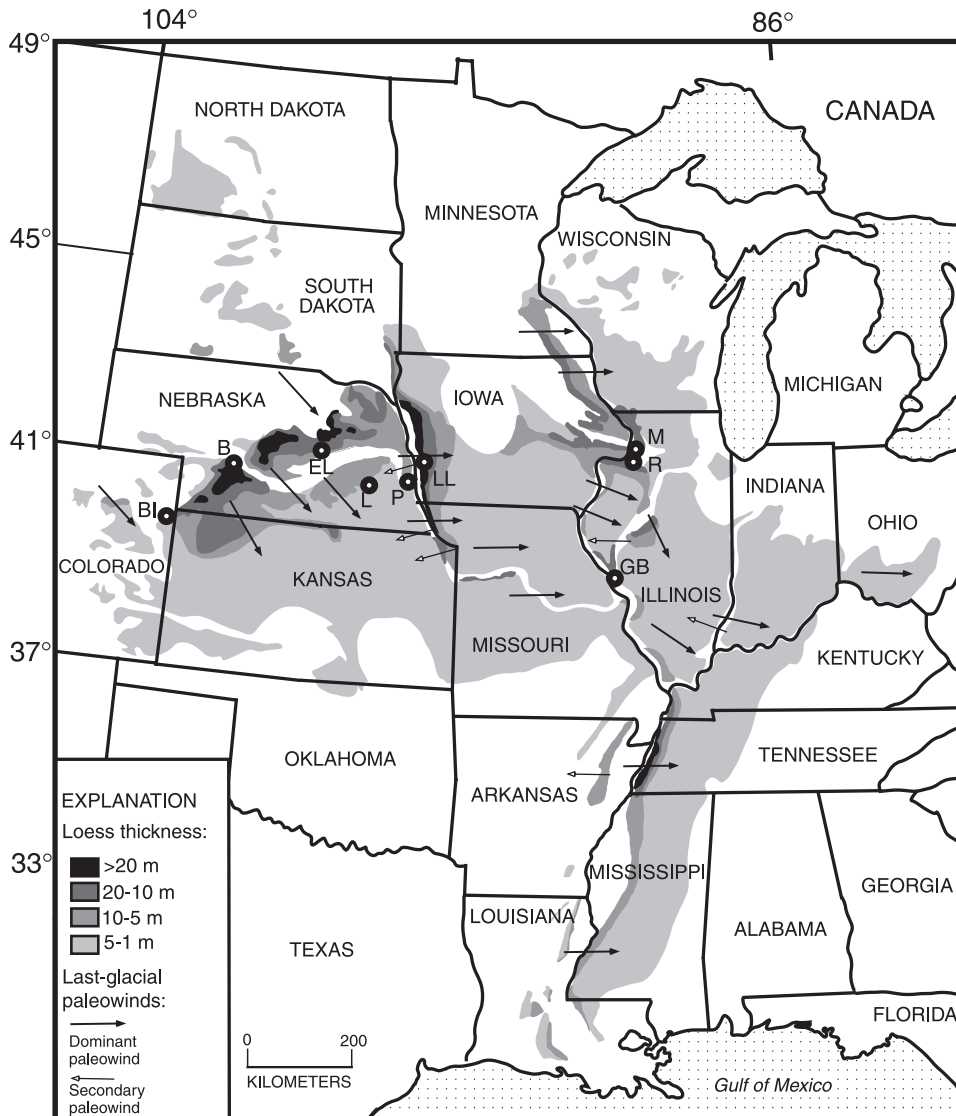 104°
86°
49°
CANADA
NORTH DAKOTA
MINNESOTA
WISCONSIN
45°
SOUTH
DAKOTA
MICHIGAN
NEBRASKA
IOWA
41°
M
B
EL
R
LL
L
P
INDIANA
BI
OHIO
COLORADO
KANSAS
GB
ILLINOIS
MISSOURI
37°
KENTUCKY
OKLAHOMA
TENNESSEE
ARKANSAS
EXPLANATION
Loess thickness:
>20 m
20-10 m
10-5 m
5-1 m
33°
MISSISSIPPI
GEORGIA
LOUISIANA
ALABAMA
TEXAS
Last-glacial
paleowinds:
Dominant
paleowind
Secondary
paleowind
FLORIDA
0 200
KILOMETERS
Gulf of Mexico